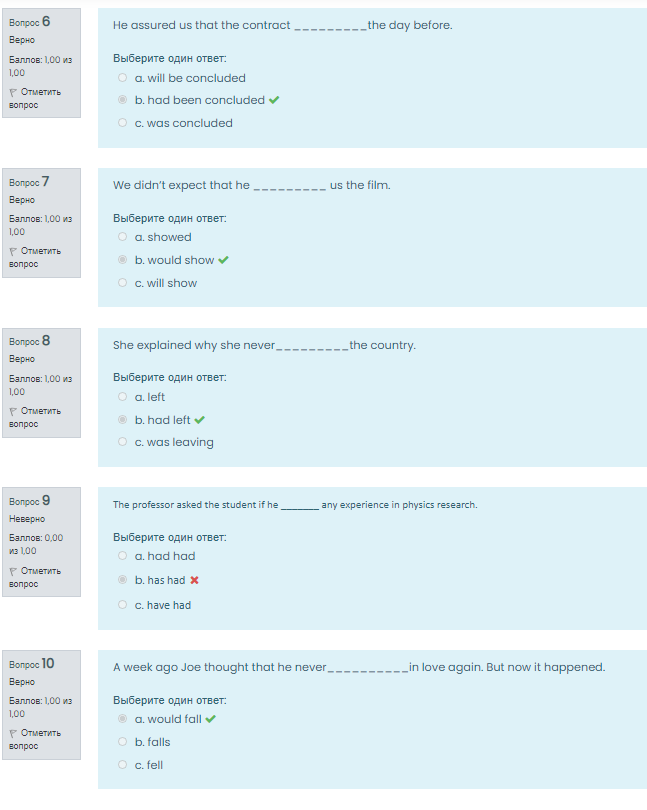 Вопрос 6
Верно
Баллов: 1,00 из
1,00
Отметить
вопрос
He assured us that the contract _________the day before.
Выберите один ответ:
a. will be concluded
b. had been concluded
c. was concluded
Вопрос 7
Верно
Баллов: 1,00 из
1,00
Отметить
вопрос
We didn't expect that he _________ us the film.
Выберите один ответ:
a. showed
b. would show
c. will show
Вопрос 8
Верно
Баллов: 1,00 из
1,00
Отметить
вопрос
She explained why she never_________the country.
Выберите один ответ:
a. left
b. had left
c. was leaving
Вопрос 9
Неверно
Баллов: 0,00
из 1,00
Отметить
вопрос
The professor asked the student if he _______ any experience in physics research.
Выберите один ответ:
a. had had
b. has had
c. have had
Вопрос 10
Верно
Баллов: 1,00 из
1,00
Отметить
вопрос
A week ago Joe thought that he never__________in love again. But now it happened.
Выберите один ответ:
a. would fall
b. falls
c. fell